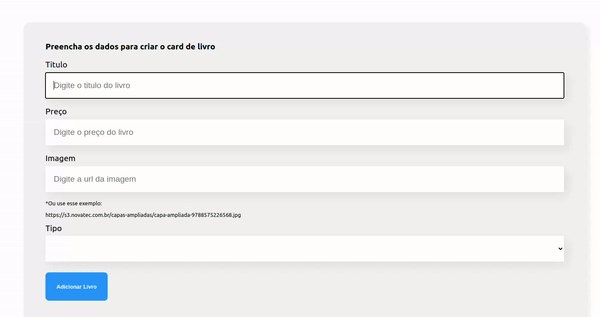 Preencha os dados para criar o card de livro
Titulo
Digite o titulo do livro
Preço
Digite o preço do livro
Imagem
Digite a url da imagem
*Ou use esse exemplo:
https://s3.novatec.com.br/capas-ampliadas/capa-ampliada-9788575226568.jpg
Tipo
Adicionar Livro